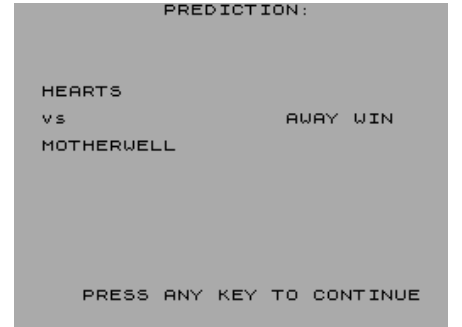 PREDICTION:
HEARTS
vs AWAY WIN
MOTHERWELL
PRESS ANY KEY TO CONTINUE